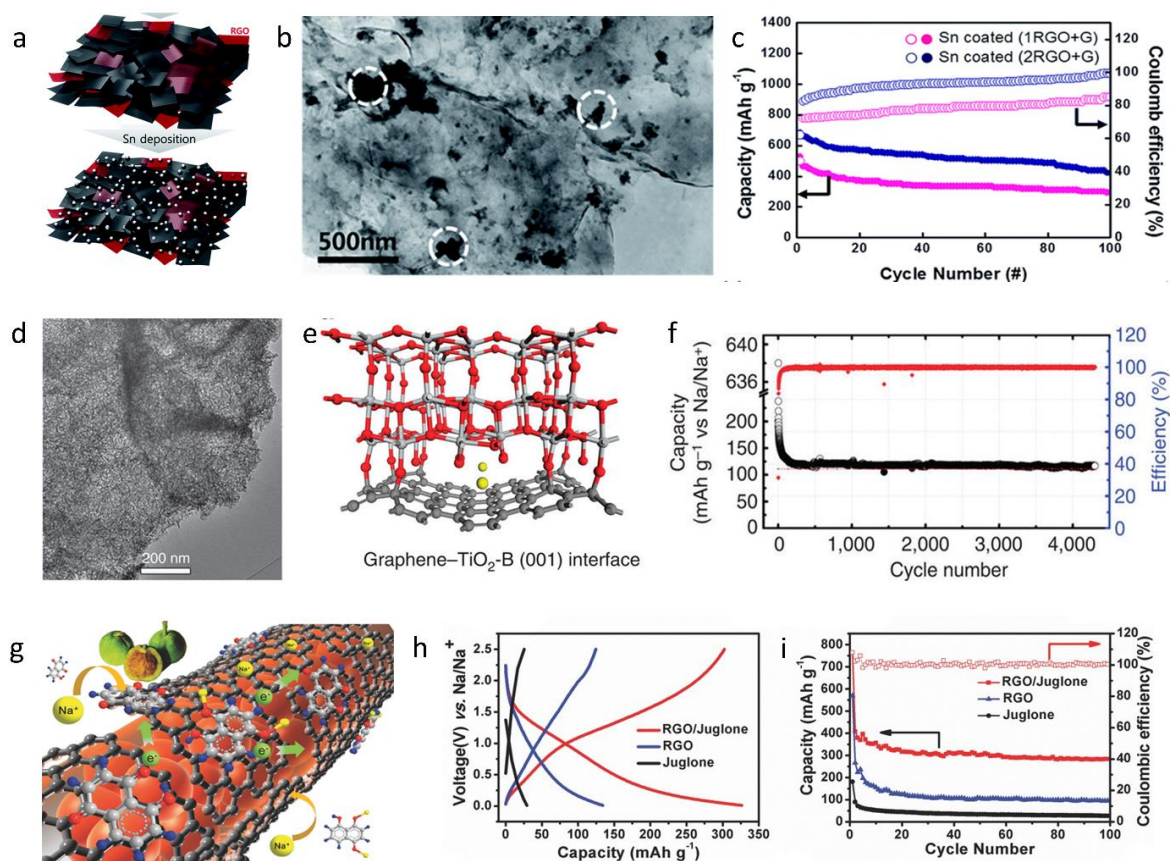 a
RGO
Sn deposition
b
500nm
c
Sn coated (1RGO+G)
Sn coated (2RGO+G)
Capacity (mAh g⁻¹)
1400
1200
1000
800
600
400
200
0
120
100
80
60
40
20
0
Coulomb efficiency
(%)
0 20 40 60 80 100
Cycle Number (#)
d
200 nm
e
Graphene–TiO₂-B (001) interface
f
Capacity
(mAh g⁻¹ vs Na/Na⁺)
640
636
200
150
100
50
0
120
100
80
60
40
20
0
Efficiency (%)
0 1,000 2,000 3,000 4,000
Cycle number
g
Na⁺
Na⁺
Na⁺
e⁻
e⁻
e⁻
Na⁺
h
Voltage(V) vs. Na/Na⁺
2.5
2.0
1.5
1.0
0.5
0.0
RGO/Juglone
RGO
Juglone
0 50 100 150 200 250 300
Capacity (mAh g⁻¹)
i
Capacity (mAh g⁻¹)
800
700
600
500
400
300
200
100
0
RGO/Juglone
RGO
Juglone
120
100
80
60
40
20
0
Coulombic efficiency (%)
0 20 40 60 80 100
Cycle Number